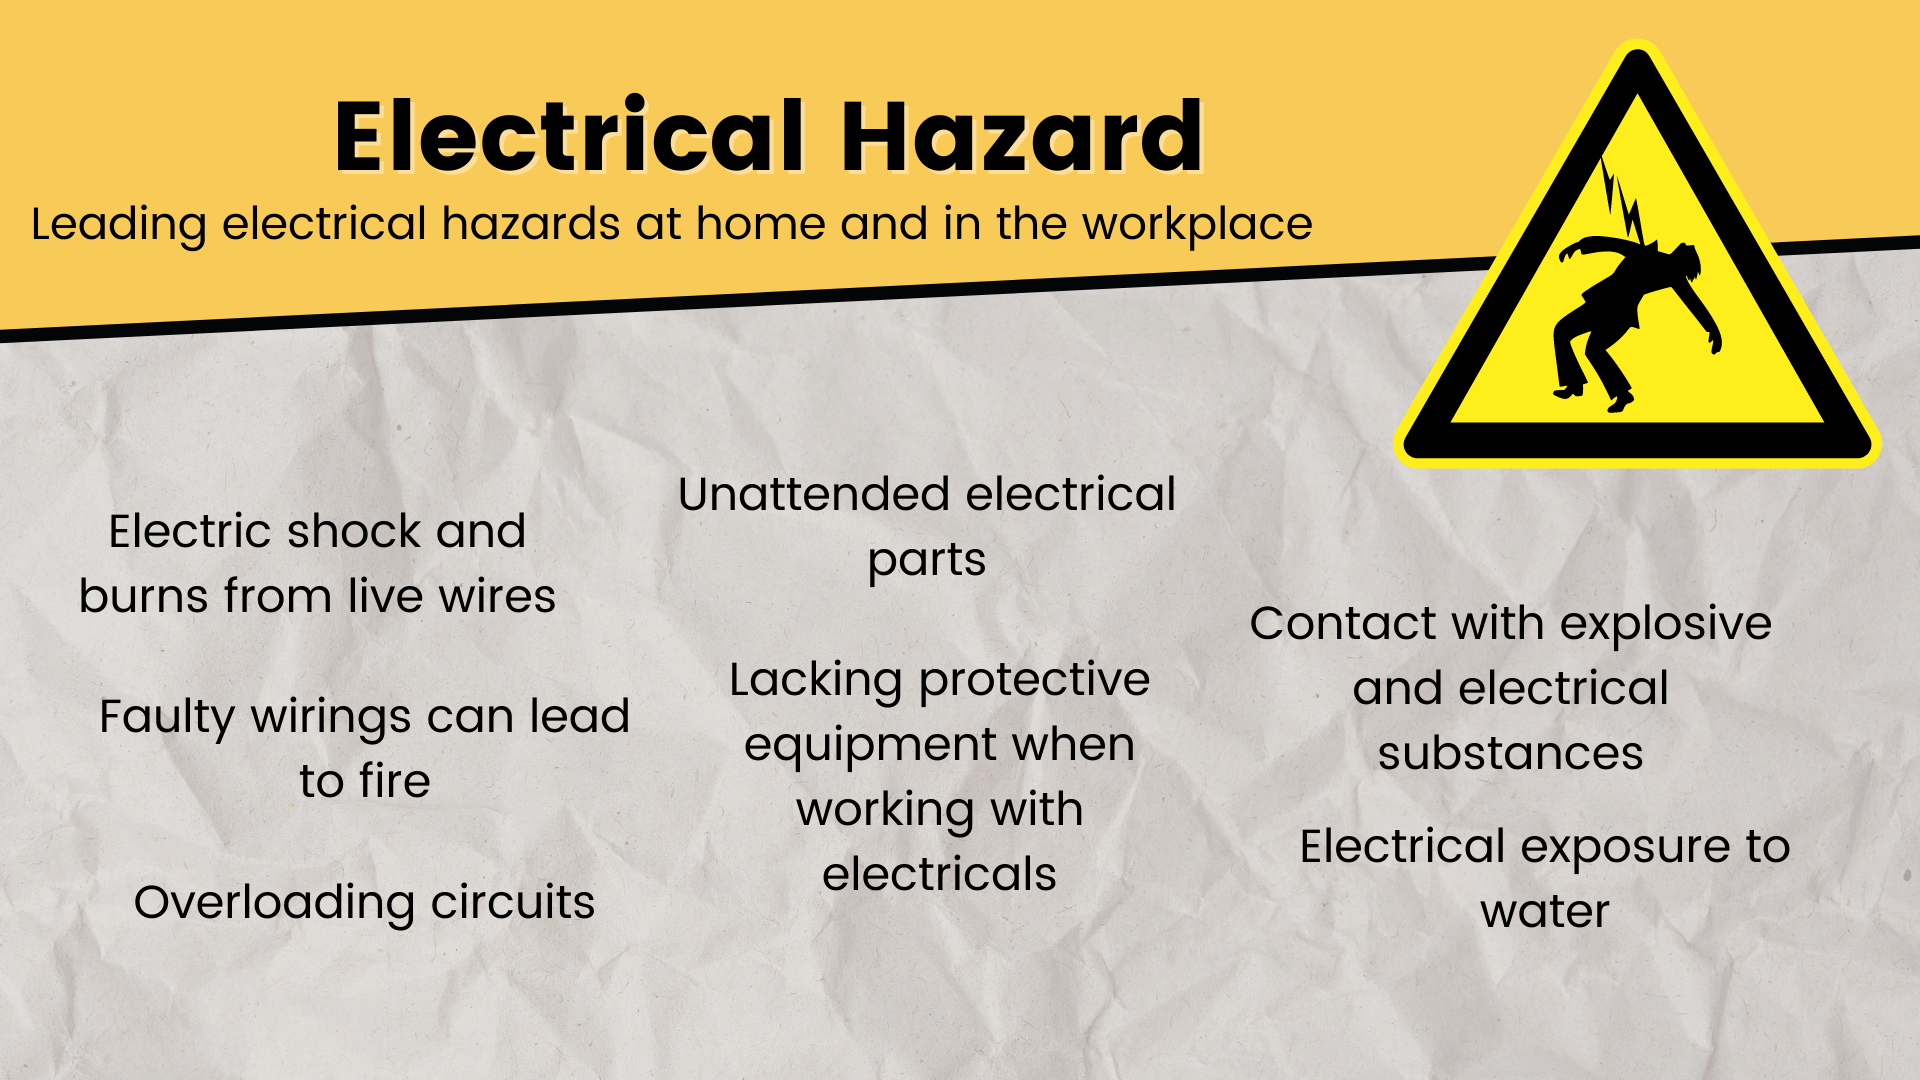 Electrical Hazard
Leading electrical hazards at home and in the workplace
Electric shock and
burns from live wires
Faulty wirings can lead
to fire
Overloading circuits
Unattended electrical
parts
Lacking protective
equipment when
working with
electricals
Contact with explosive
and electrical
substances
Electrical exposure to
water